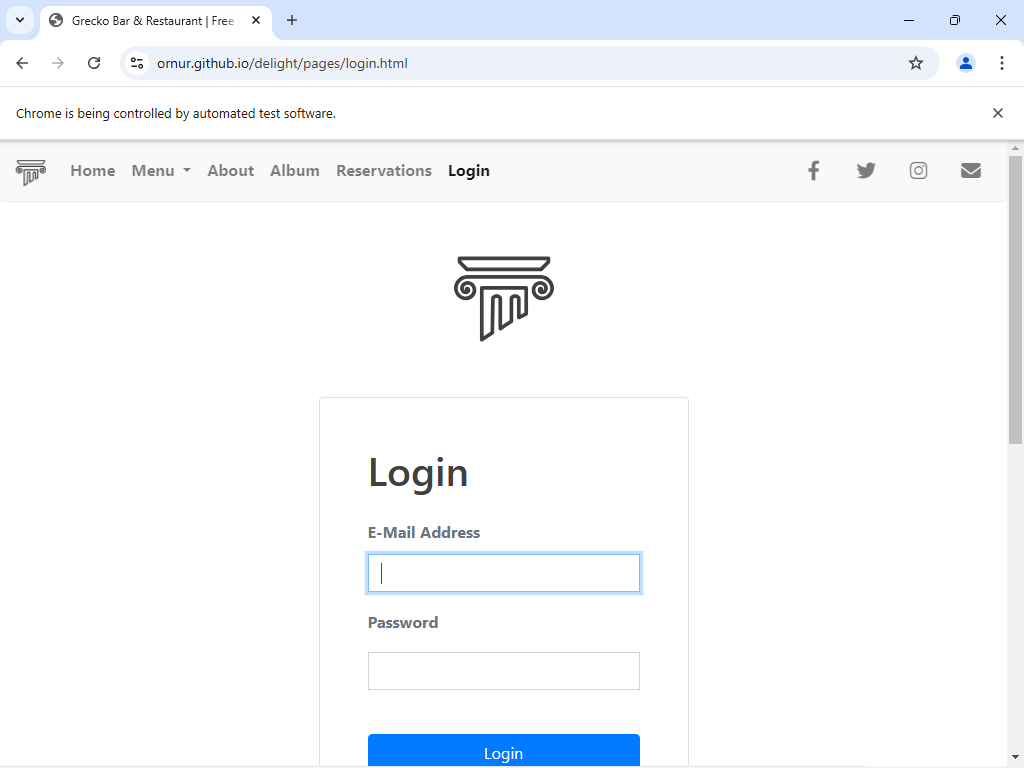 Grecko Bar & Restaurant | Free
ornur.github.io/delight/pages/login.html
Chrome is being controlled by automated test software.
Home Menu About Album Reservations Login
Login
E-Mail Address
Password
Login